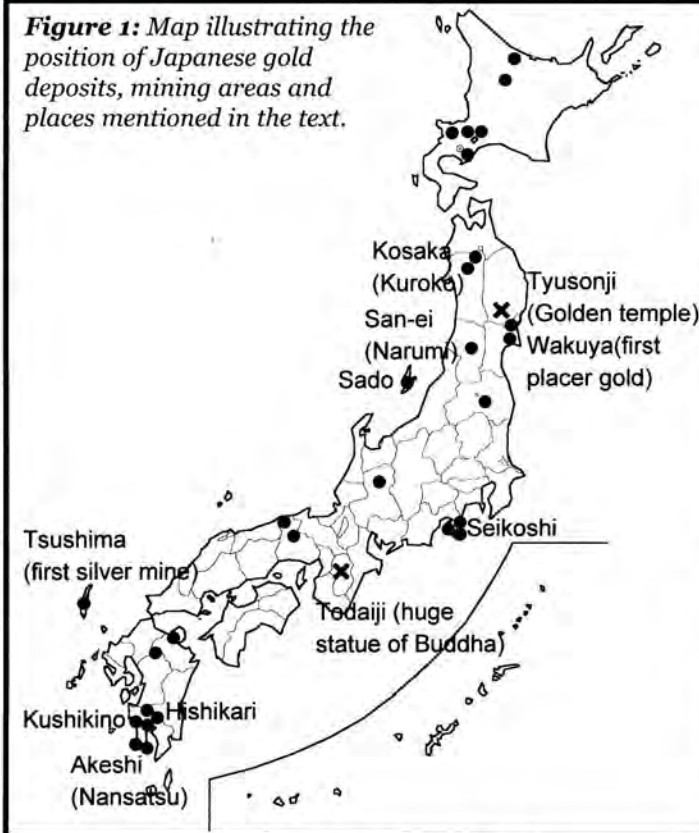 Figure 1: Map illustrating the
position of Japanese gold
deposits, mining areas and
places mentioned in the text.
Kosaka
(Kuroko)
Tyusonji
(Golden temple)
San-ei
(Narumi)
Wakuya(first
placer gold)
Sado
Seikoshi
Tsushima
(first silver mine)
Todaiji (huge
statue of Buddha)
Kushikino
Hishikari
Akeshi
(Nansatsu)